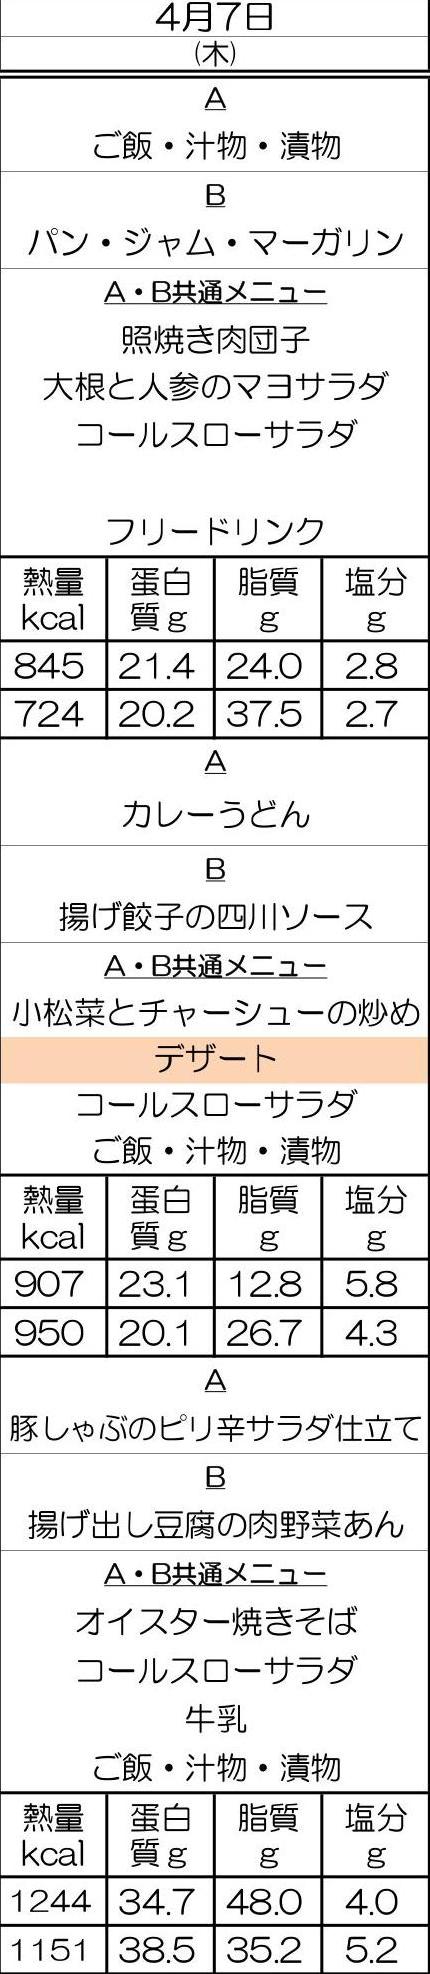 4月7日
(木)
A
ご飯・汁物・漬物
B
パン・ジャム・マーガリン
A・B共通メニュー
照焼き肉団子
大根と人参のマヨサラダ
コールスローサラダ
フリードリンク
熱量 蛋白 脂質 塩分
kcal 質g g g
845 21.4 24.0 2.8
724 20.2 37.5 2.7
A
カレーうどん
B
揚げ餃子の四川ソース
A・B共通メニュー
小松菜とチャーシューの炒め
デザート
コールスローサラダ
ご飯・汁物・漬物
熱量 蛋白 脂質 塩分
kcal 質g g g
907 23.1 12.8 5.8
950 20.1 26.7 4.3
A
豚しゃぶのピリ辛サラダ仕立て
B
揚げ出し豆腐の肉野菜あん
A・B共通メニュー
オイスター焼きそば
コールスローサラダ
牛乳
ご飯・汁物・漬物
熱量 蛋白 脂質 塩分
kcal 質g g g
1244 34.7 48.0 4.0
1151 38.5 35.2 5.2